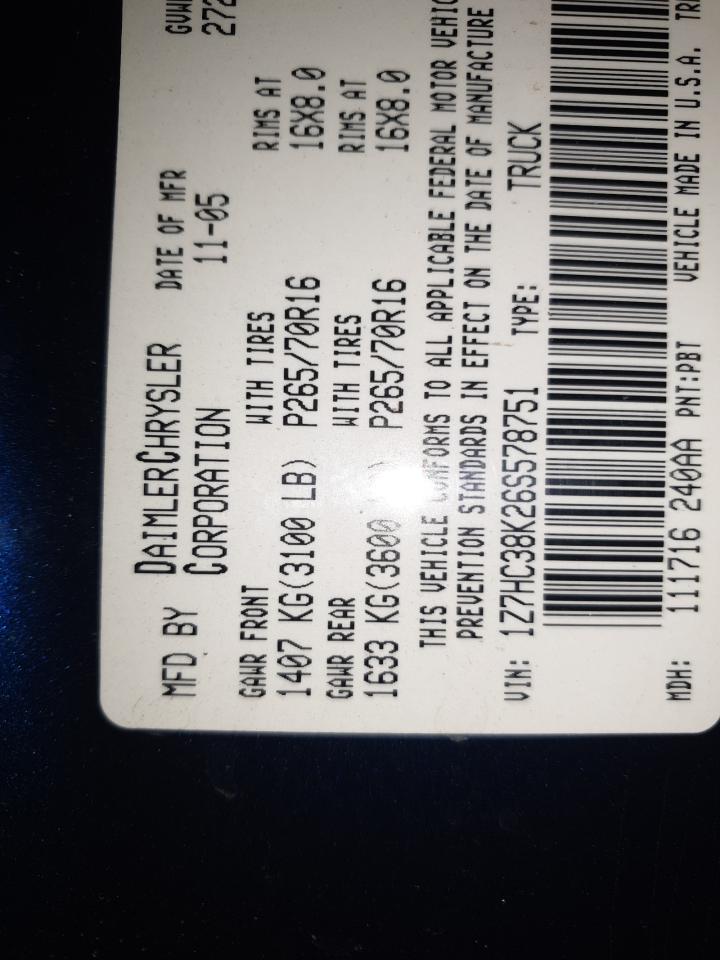 MFD BY DAIMLERCHRYSLER DATE OF MFR
CORPORATION 11-05
272
GAWR FRONT WITH TIRES RIMS AT
1407 KG(3100 LB) P265/70R16 16X8.0
GAWR REAR WITH TIRES RIMS AT
1633 KG(3600 P265/70R16 16X8.0
THIS VEHICLE CONFORMS TO ALL APPLICABLE FEDERAL MOTOR VEHIC
PREVENTION STANDARDS IN EFFECT ON THE DATE OF MANUFACTURE
VIN: 1Z7HC38K26S578751 TYPE: TRUCK
MDH: 111716 240AA PNT:PBT VEHICLE MADE IN U.S.A.